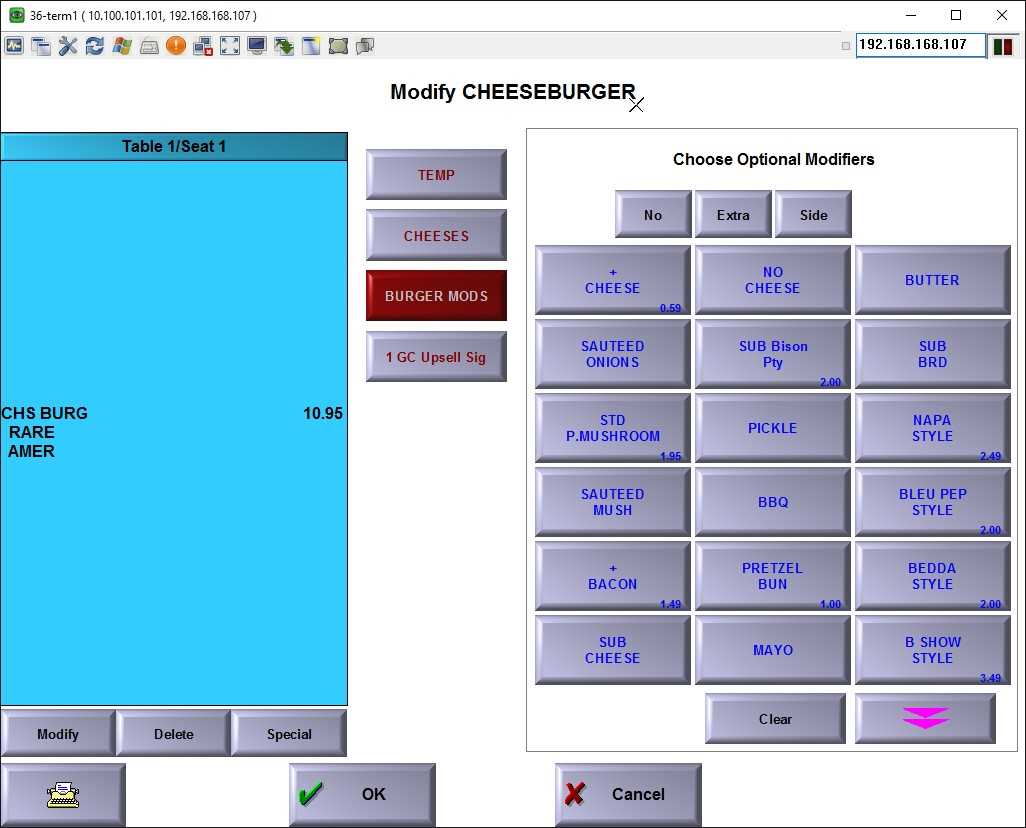 36-term1 ( 10.100.101.101, 192.168.168.107 )
192.168.168.107
Modify CHEESEBURGER
Table 1/Seat 1
CHS BURG 10.95
RARE
AMER
TEMP
CHEESES
BURGER MODS
1 GC Upsell Sig
Choose Optional Modifiers
No Extra Side
+
CHEESE
0.59
NO
CHEESE
BUTTER
SAUTEED
ONIONS
SUB Bison
Pty
2.00
SUB
BRD
STD
P.MUSHROOM
1.95
PICKLE
NAPA
STYLE
2.49
SAUTEED
MUSH
BBQ
BLEU PEP
STYLE
2.00
+
BACON
1.49
PRETZEL
BUN
1.00
BEDDA
STYLE
2.00
SUB
CHEESE
MAYO
B SHOW
STYLE
3.49
Clear
Modify Delete Special
OK Cancel